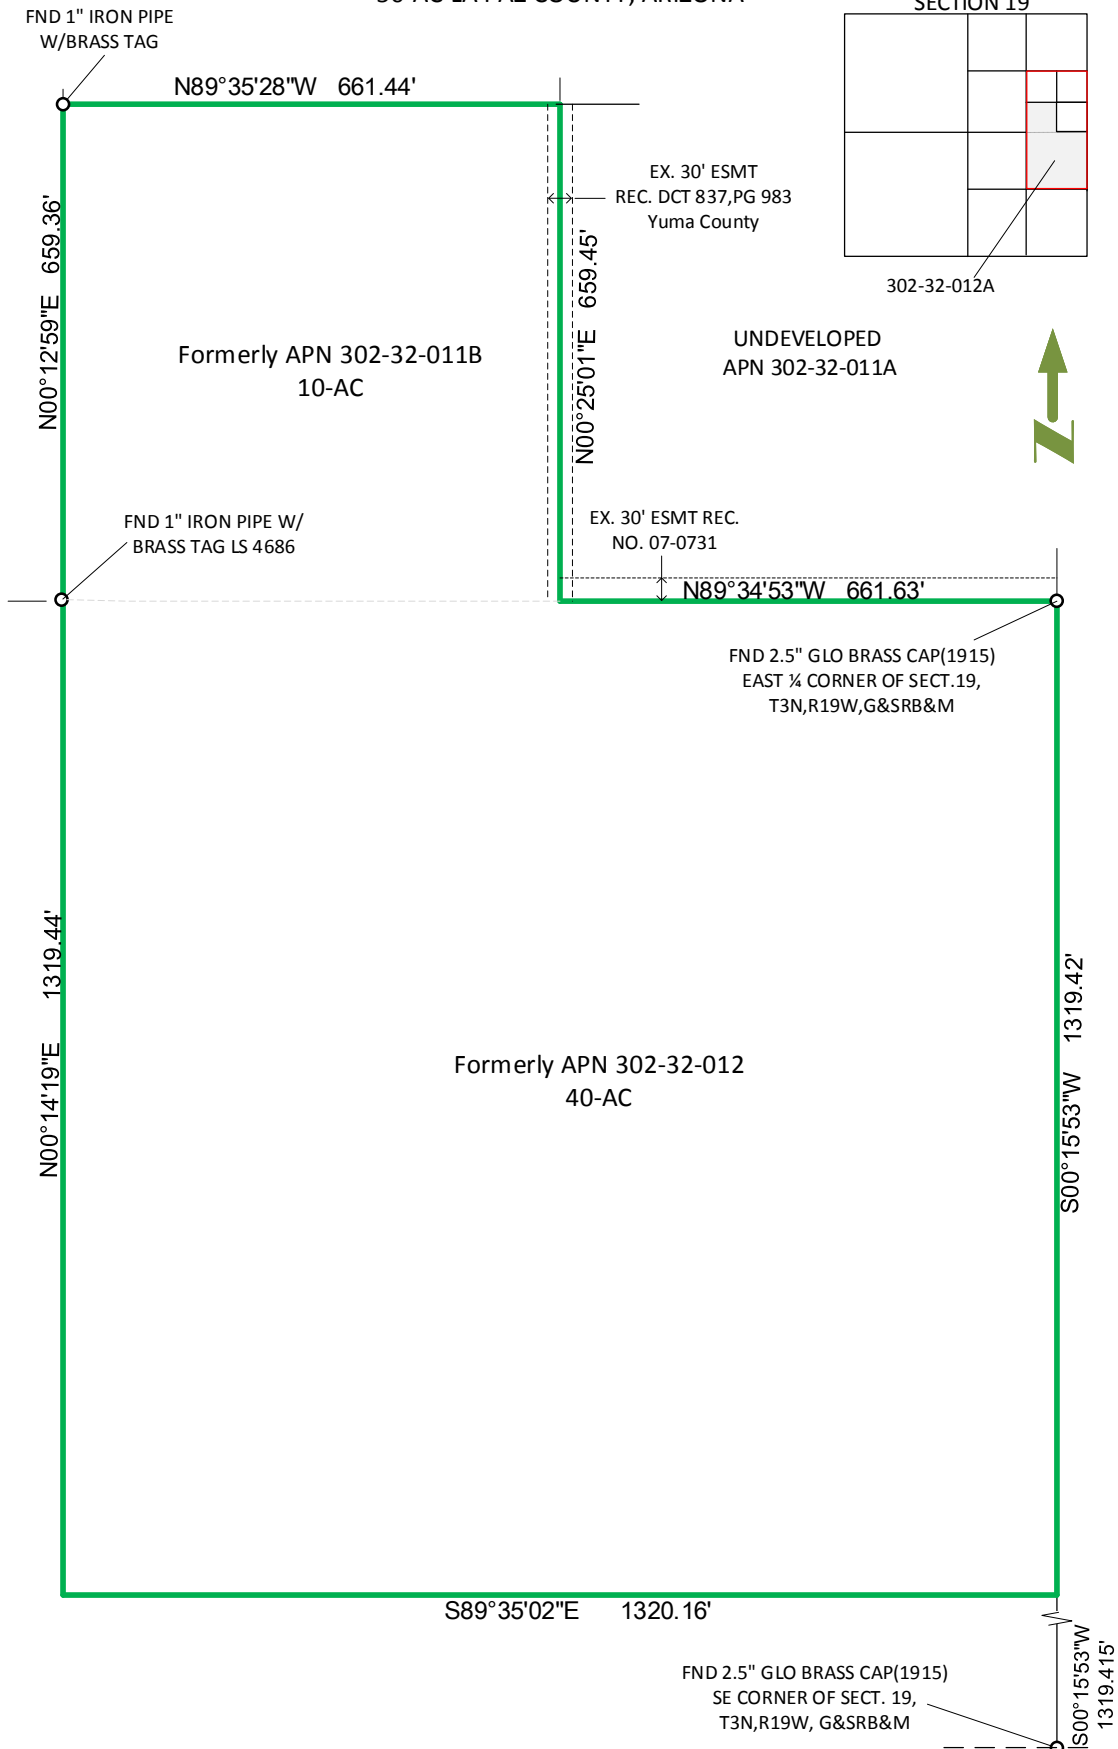 50-AC LA PAZ COUNTY, ARIZONA
SECTION 19
FND 1" IRON PIPE
W/BRASS TAG
N89°35'28"W 661.44'
EX. 30' ESMT
REC. DCT 837,PG 983
Yuma County
302-32-012A
N00°12'59"E 659.36'
N00°25'01"E 659.45'
Formerly APN 302-32-011B
10-AC
UNDEVELOPED
APN 302-32-011A
N
FND 1" IRON PIPE W/
BRASS TAG LS 4686
EX. 30' ESMT REC.
NO. 07-0731
N89°34'53"W 661.63'
FND 2.5" GLO BRASS CAP(1915)
EAST ¼ CORNER OF SECT.19,
T3N,R19W,G&SRB&M
N00°14'19"E 1319.44'
S00°15'53"W 1319.42'
Formerly APN 302-32-012
40-AC
S89°35'02"E 1320.16'
FND 2.5" GLO BRASS CAP(1915)
SE CORNER OF SECT. 19,
T3N,R19W, G&SRB&M
S00°15'53"W
1319.415'